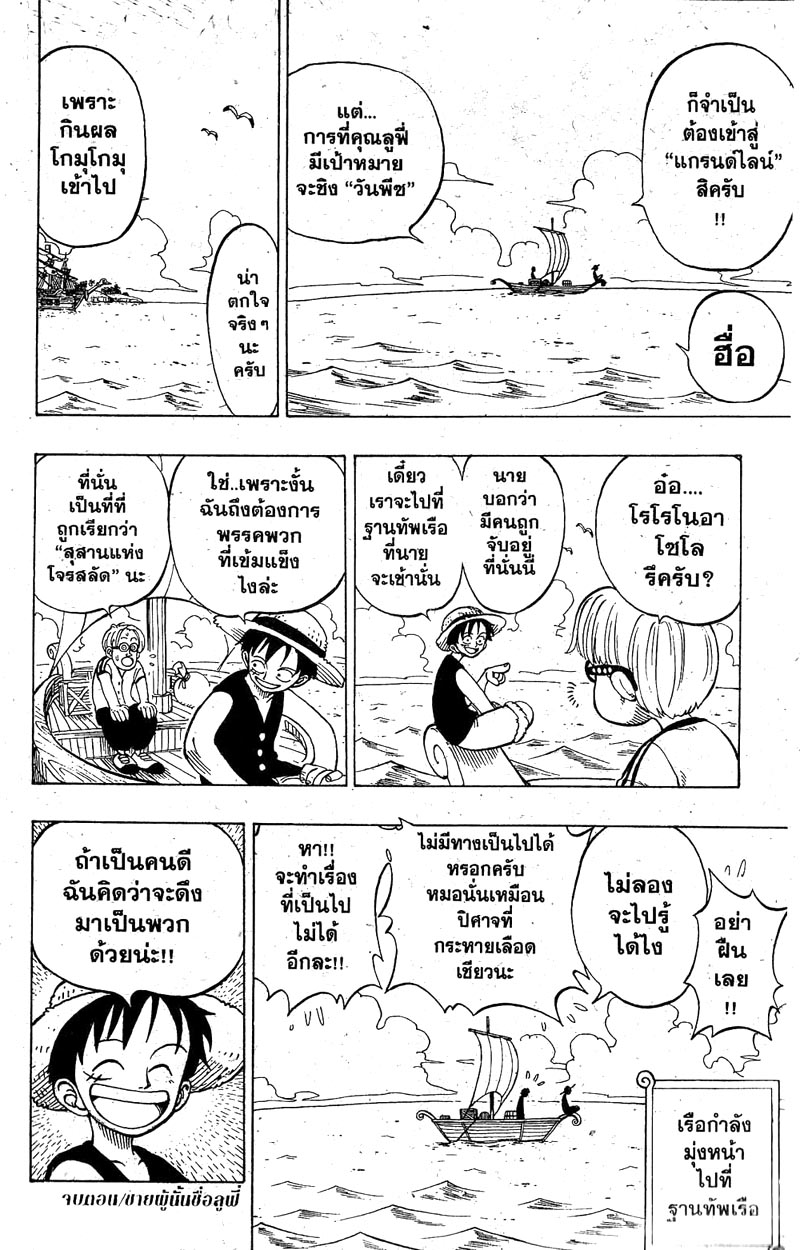 เพราะ
กินผล
โกมุโกมุ
เข้าไป
น่า
ตกใจ
จริงๆ
นะ
ครับ
แต่...
การที่คุณลูฟี่
มีเป้าหมาย
จะชิง “วันพีช”
ก็จำเป็น
ต้องเข้าสู่
“แกรนด์ไลน์”
สิครับ
!!
ฮื่อ
ที่นั่น
เป็นที่ที่
ถูกเรียกว่า
“สุสานแห่ง
โจรสลัด” นะ
ใช่..เพราะงั้น
ฉันถึงต้องการ
พรรคพวก
ที่เข้มแข็ง
ไงล่ะ
เดี๋ยว
เราจะไปที่
ฐานทัพเรือ
ที่นาย
จะเข้านั่น
นาย
บอกว่า
มีคนถูก
จับอยู่
ที่นั่นนี่
อ๋อ....
โรโรโนอา
โซโล
รึครับ?
ถ้าเป็นคนดี
ฉันคิดว่าจะดึง
มาเป็นพวก
ด้วยน่ะ!!
หา!!
จะทำเรื่อง
ที่เป็นไป
ไม่ได้
อีกละ!!
ไม่มีทางเป็นไปได้
หรอกครับ
หมอนั่นเหมือน
ปิศาจที่
กระหายเลือด
เชียวนะ
ไม่ลอง
จะไปรู้
ได้ไง
อย่า
ฝืน
เลย
!!
เรือกำลัง
มุ่งหน้า
ไปที่
ฐานทัพเรือ
จบตอน/ชายผู้นั้นชื่อลูฟี่